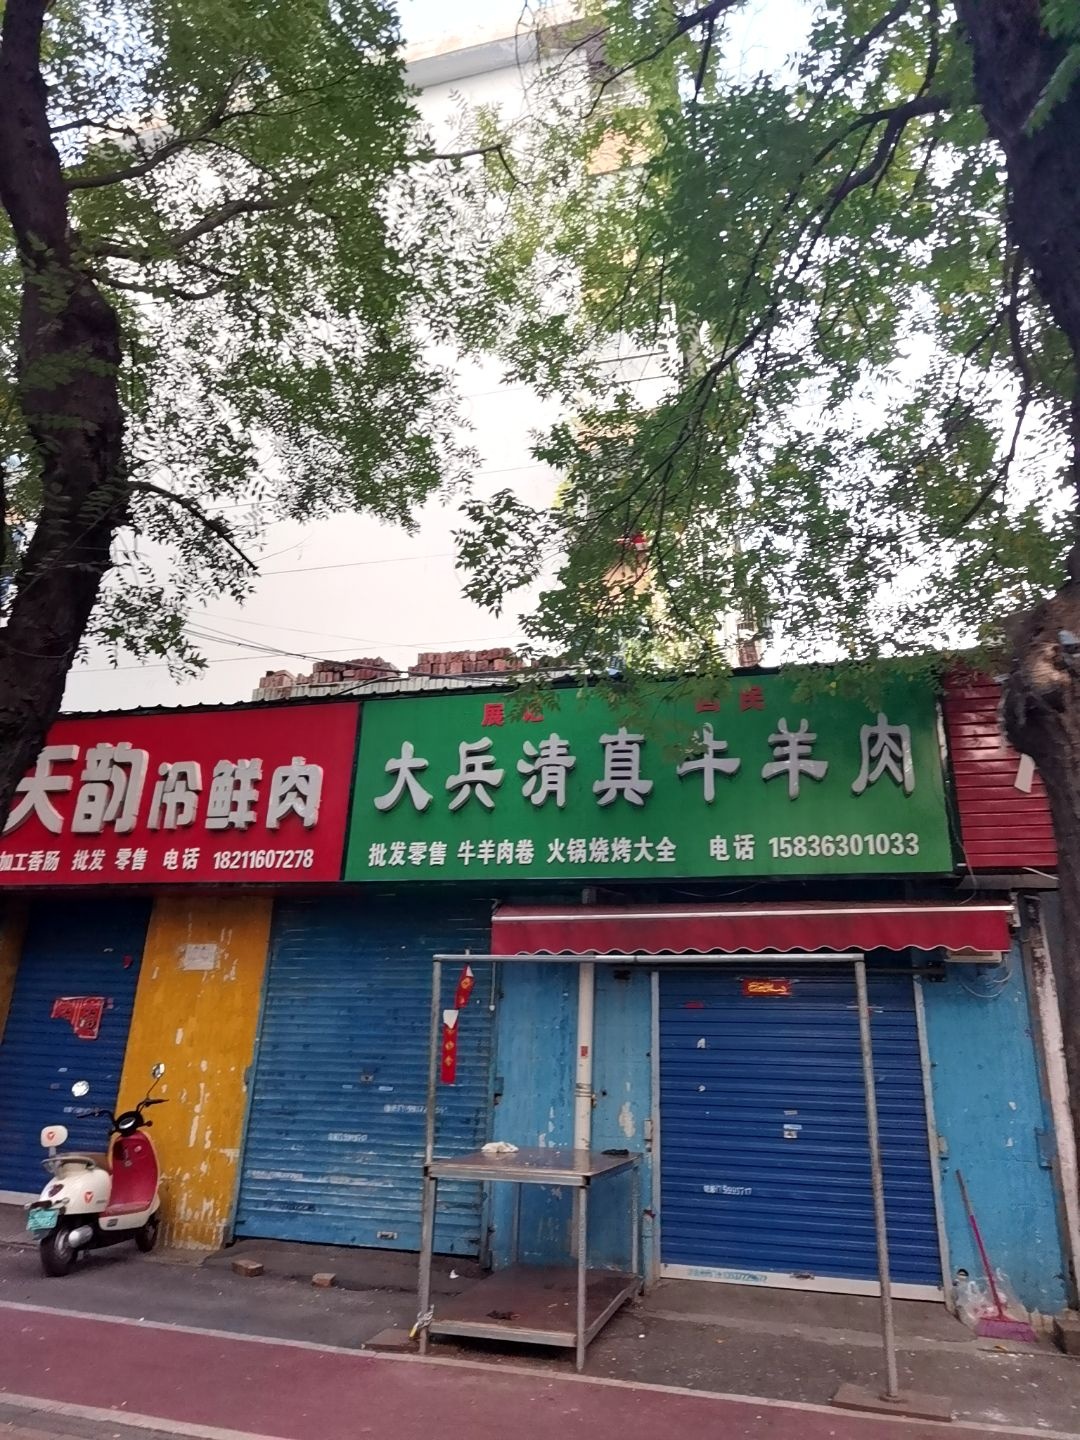 天韵冷鲜肉
加工香肠 批发 零售 电话 18211607278
大兵清真牛羊肉
批发零售 牛羊肉卷 火锅烧烤大全 电话 15836301033